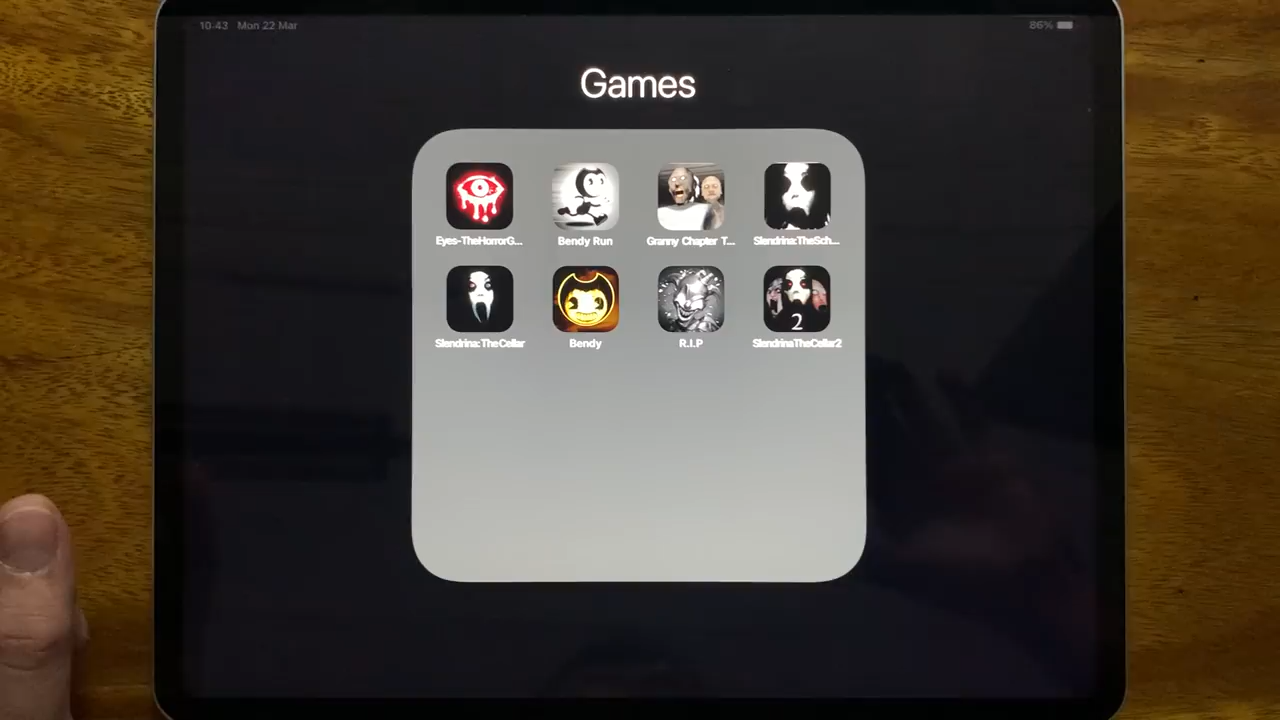 10:43 Mon 22 Mar
86%
Games
Eyes-TheHorrorG...
Bendy Run
Granny Chapter T...
Slendrina:TheSch...
Slendrina:TheCellar
Bendy
R.I.P
SlendrinaTheCellar2
2